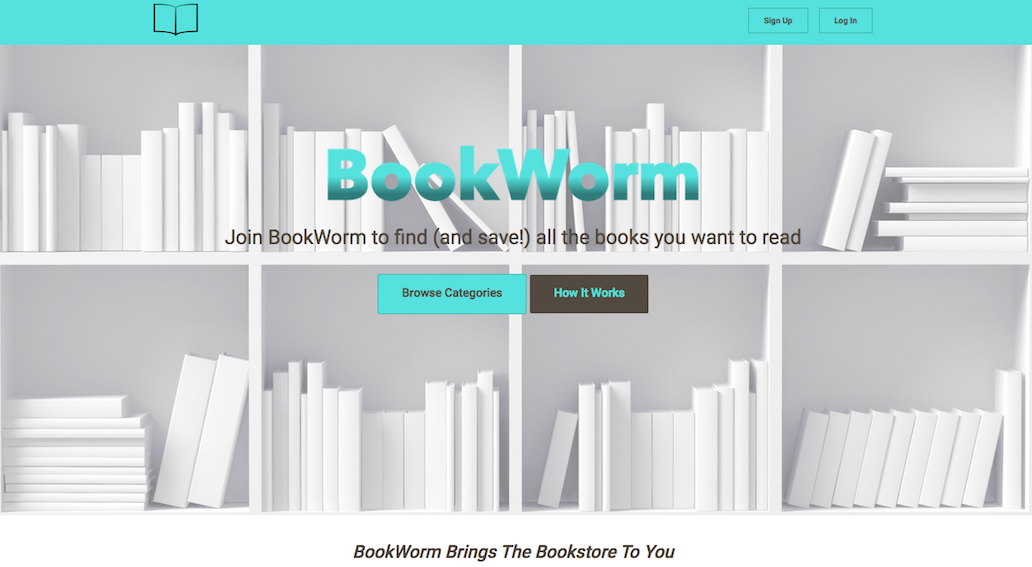 Sign Up
Log In
BookWorm
Join BookWorm to find (and save!) all the books you want to read
Browse Categories
How It Works
BookWorm Brings The Bookstore To You